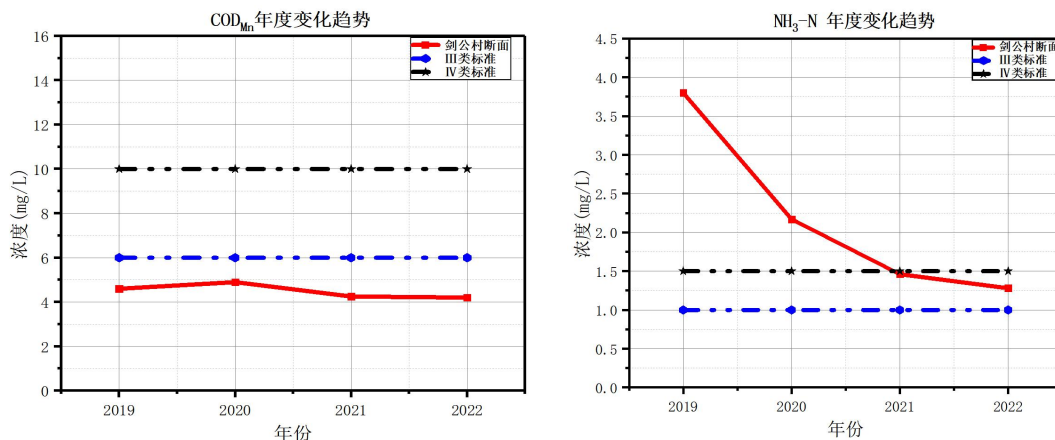 COD_Mn年度变化趋势
剑公村断面
III类标准
IV类标准
浓度(mg/L)
16
14
12
10
8
6
4
2
0
2019 2020 2021 2022
年份
NH₃-N 年度变化趋势
剑公村断面
III类标准
IV类标准
浓度(mg/L)
4.5
4.0
3.5
3.0
2.5
2.0
1.5
1.0
0.5
0.0
2019 2020 2021 2022
年份